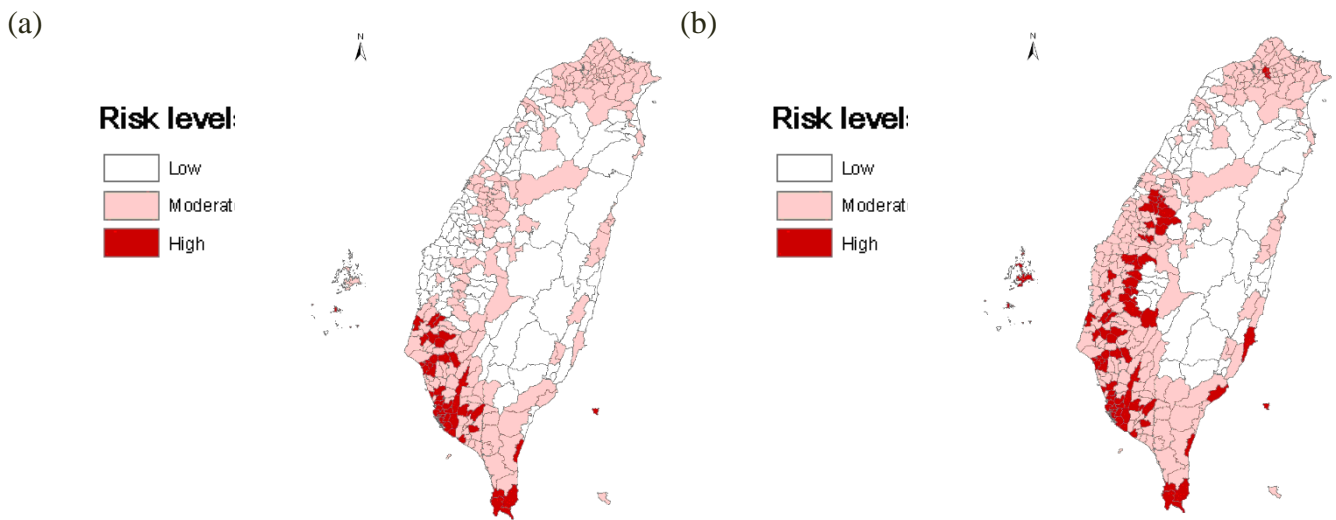 (a)
N
Risk level
Low
Moderat
High
(b)
N
Risk level
Low
Moderat
High